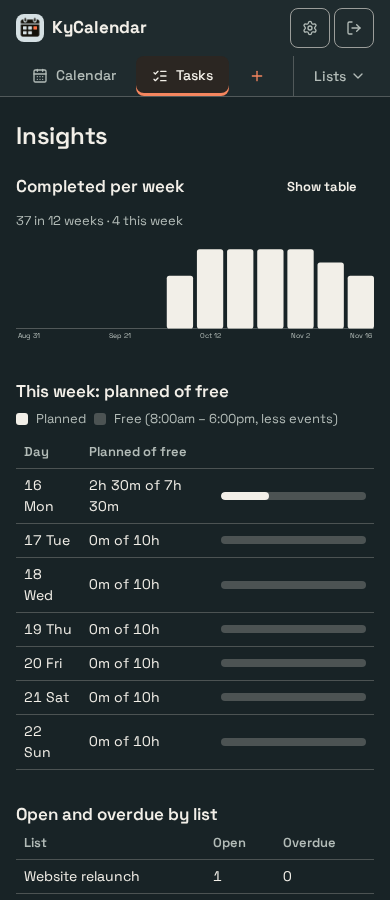 KyCalendar
Calendar
Tasks
+
Lists
Insights
Completed per week
Show table
37 in 12 weeks · 4 this week
Aug 31
Sep 21
Oct 12
Nov 2
Nov 16
This week: planned of free
Planned
Free (8:00am – 6:00pm, less events)
Day
Planned of free
16
Mon
2h 30m of 7h
30m
17 Tue
0m of 10h
18
Wed
0m of 10h
19 Thu
0m of 10h
20 Fri
0m of 10h
21 Sat
0m of 10h
22
Sun
0m of 10h
Open and overdue by list
List
Open
Overdue
Website relaunch
1
0